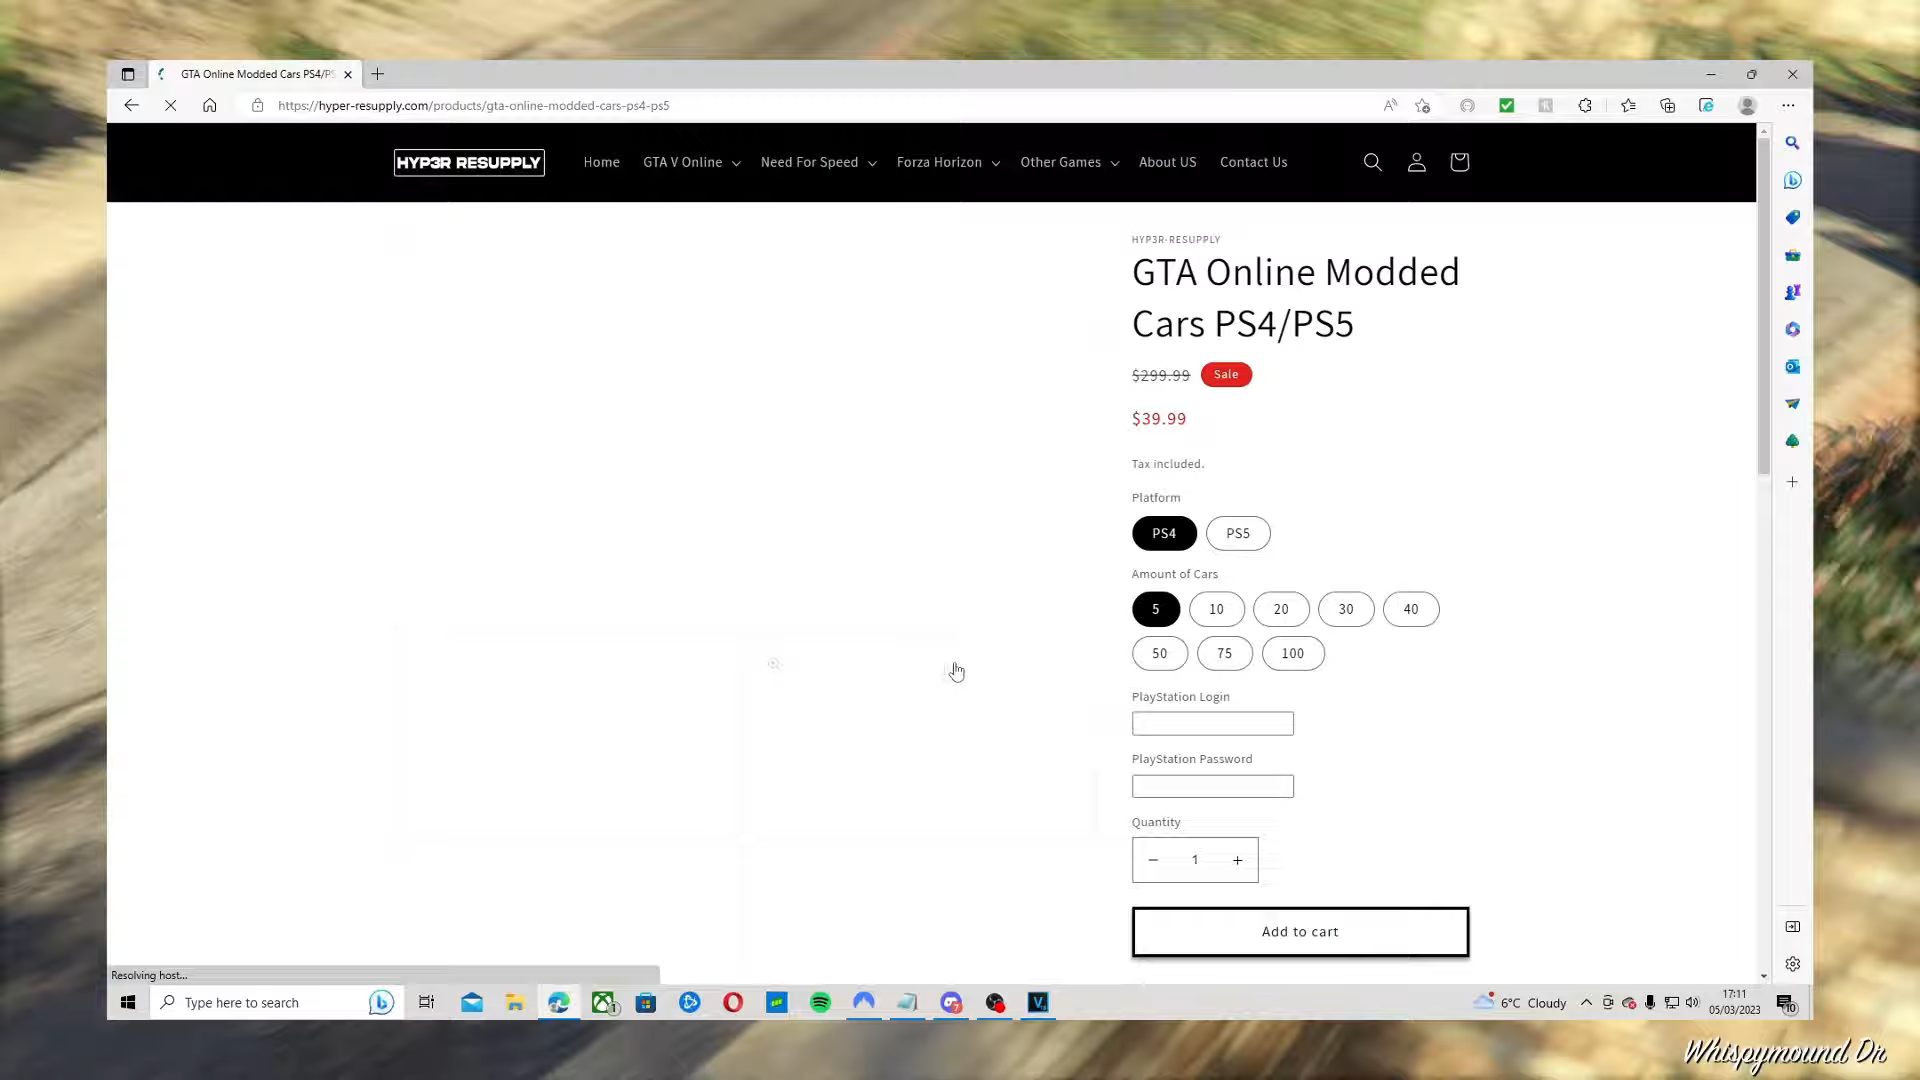 GTA Online Modded Cars PS4/PS
https://hyper-resupply.com/products/gta-online-modded-cars-ps4-ps5
HYP3R RESUPPLY
Home
GTA V Online
Need For Speed
Forza Horizon
Other Games
About US
Contact Us
HYP3R-RESUPPLY
GTA Online Modded
Cars PS4/PS5
$299.99
Sale
$39.99
Tax included.
Platform
PS4
PS5
Amount of Cars
5
10
20
30
40
50
75
100
PlayStation Login
PlayStation Password
Quantity
1
Add to cart
Resolving host...
Type here to search
6°C Cloudy
17:11
05/03/2023
Whispymound Dr